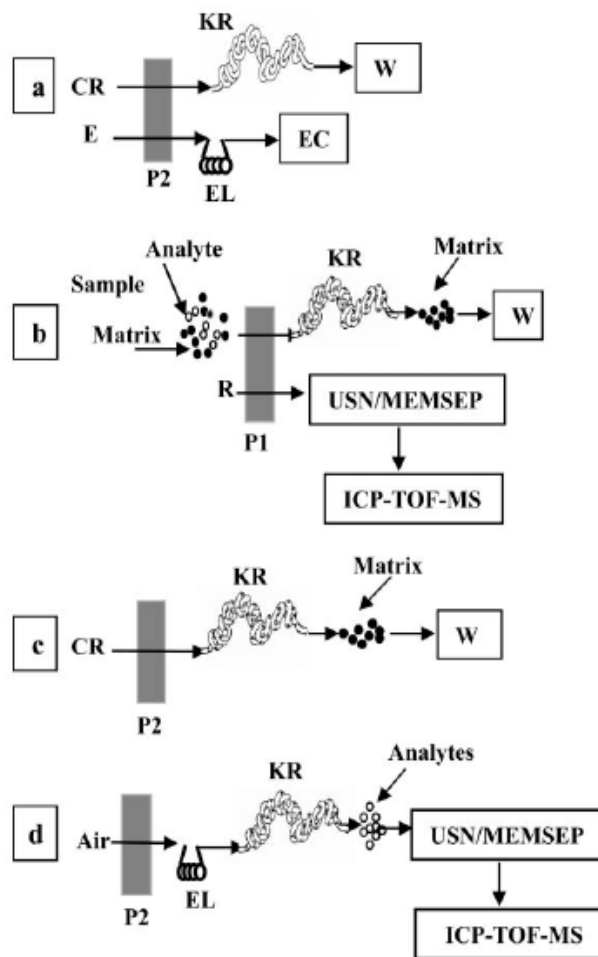 KR
a CR W
E EC
P2
EL
Analyte
KR Matrix
Sample
b Matrix W
R USN/MEMSEP
P1
ICP-TOF-MS
Matrix
KR
c CR W
P2
Analytes
KR
d Air USN/MEMSEP
P2 EL
ICP-TOF-MS